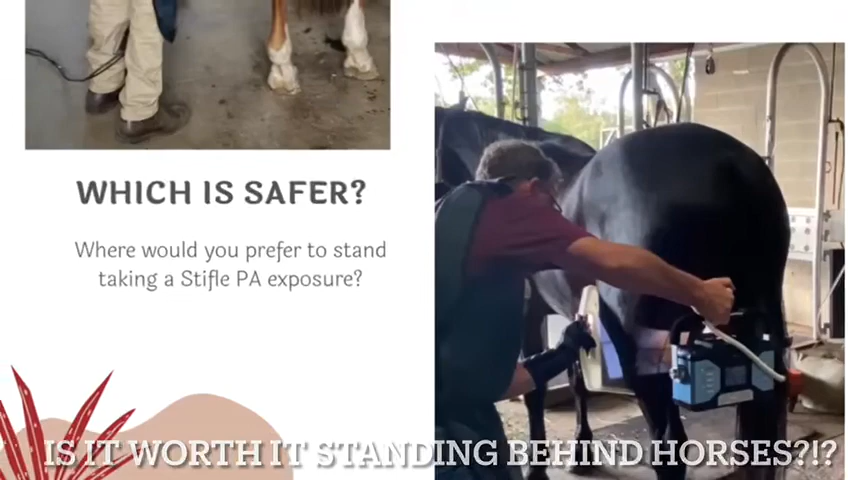 WHICH IS SAFER?
Where would you prefer to stand
taking a Stifle PA exposure?
IS IT WORTH IT STANDING BEHIND HORSES?!?